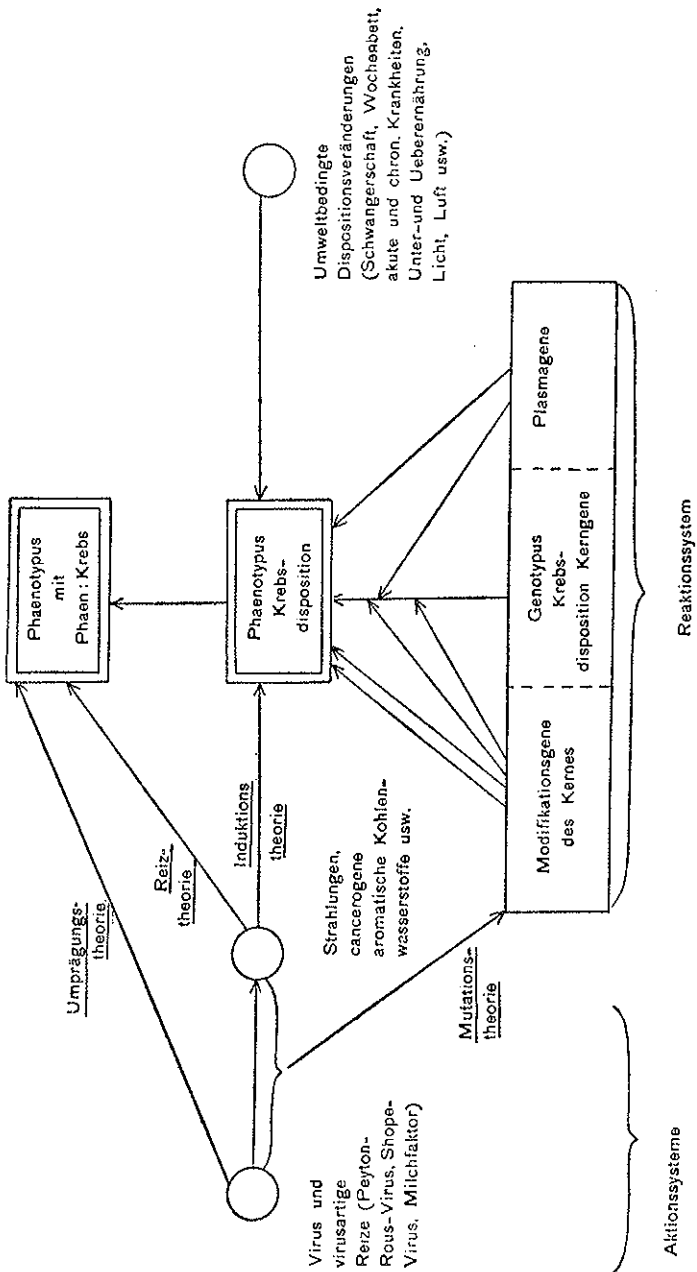 Phaenotypus
mit
Phaen: Krebs
Umprägungs-
theorie
Reiz-
theorie
Induktions
theorie
Phaenotypus
Krebs-
disposition
Umweltbedingte
Dispositionsveränderungen
(Schwangerschaft, Wochenbett,
akute und chron. Krankheiten,
Unter-und Ueberernährung,
Licht, Luft usw.)
Virus und
virusartige
Reize (Peyton-
Rous-Virus, Shope-
Virus, Milchfaktor)
Strahlungen,
cancerogene
aromatische Kohlen-
wasserstoffe usw.
Mutations-
theorie
Modifikationsgene
des Kernes
Genotypus
Krebs-
disposition Kerngene
Plasmagene
Aktionssysteme
Reaktionssystem